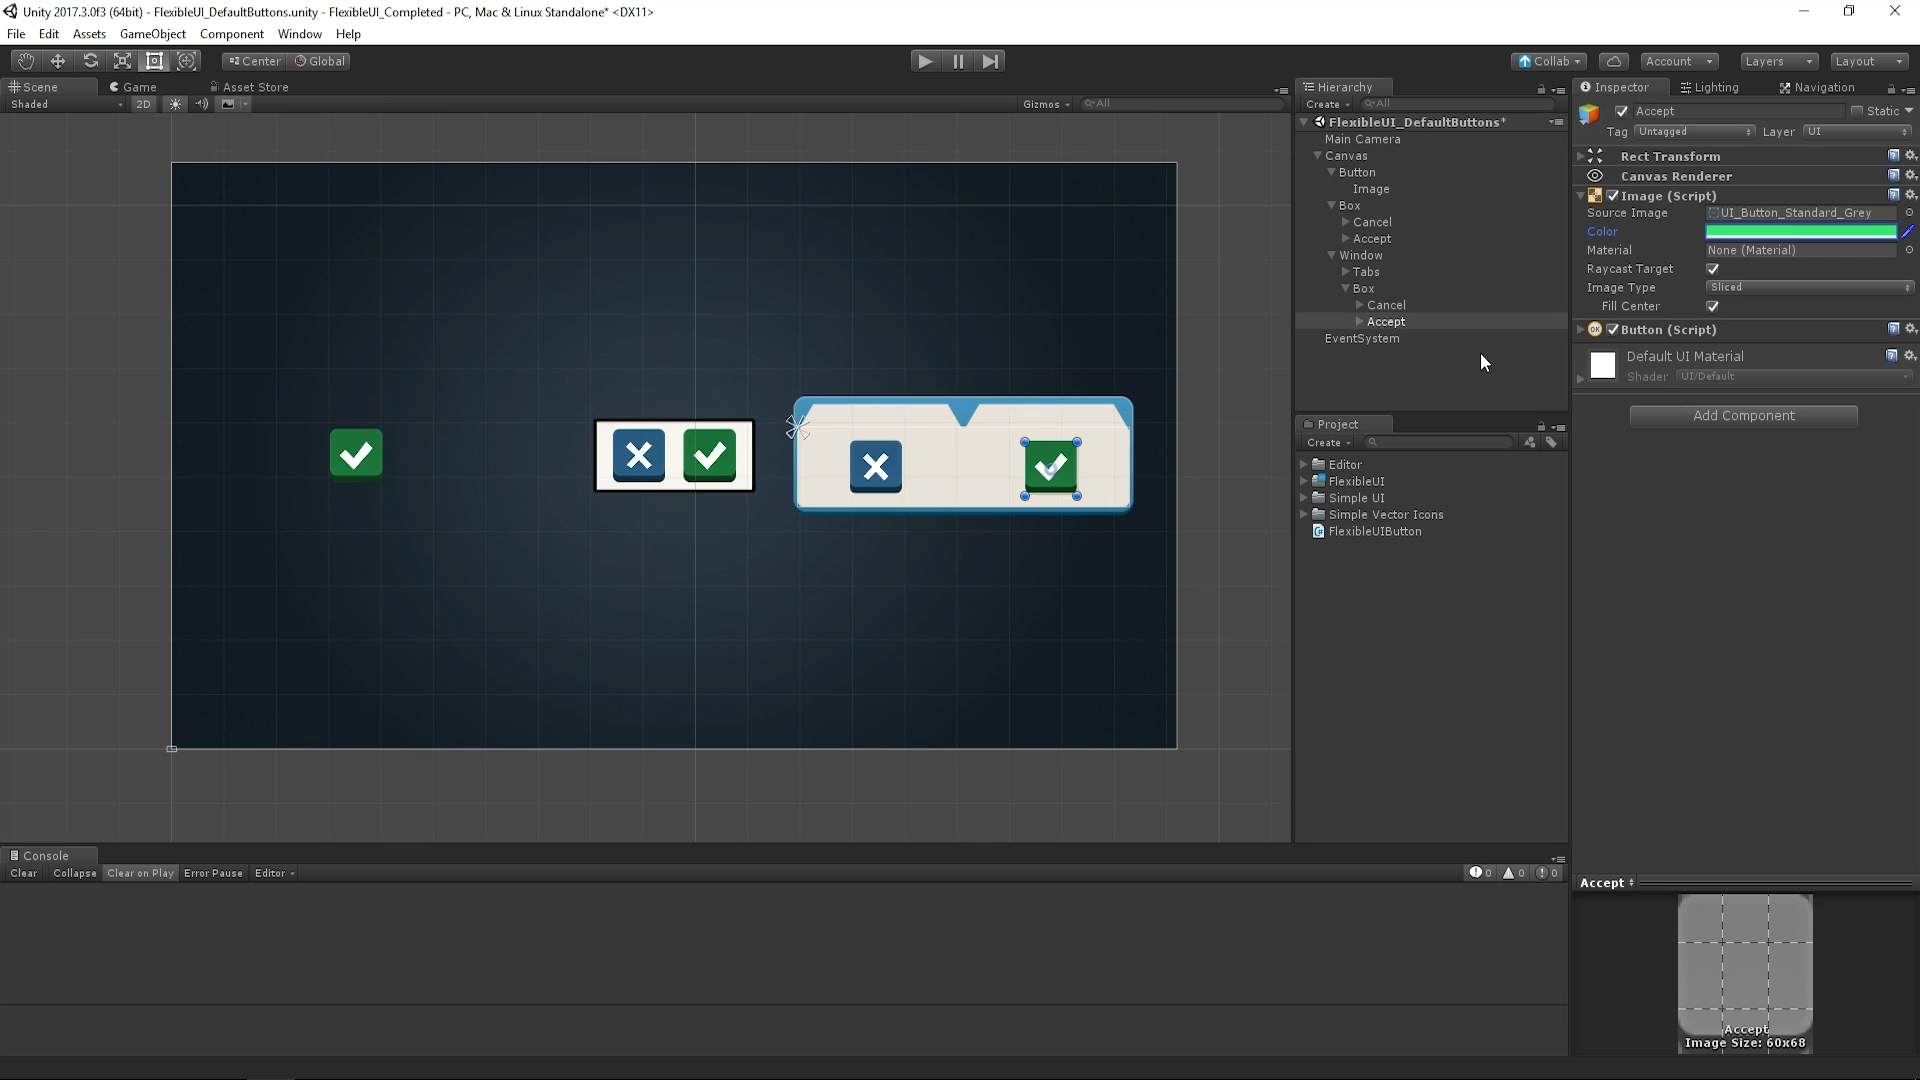 Unity 2017.3.0f3 (64bit) - FlexibleUI_DefaultButtons.unity - FlexibleUI_Completed - PC, Mac & Linux Standalone* <DX11>
File Edit Assets GameObject Component Window Help
Center Global Collab Account Layers Layout
Scene Game Asset Store
Shaded 2D Gizmos All
Hierarchy
Create All
FlexibleUI_DefaultButtons*
Main Camera
Canvas
Button
Image
Box
Cancel
Accept
Window
Tabs
Box
Cancel
Accept
EventSystem
Project
Create
Editor
FlexibleUI
Simple UI
Simple Vector Icons
FlexibleUIButton
Inspector Lighting Navigation
Accept Static
Tag Untagged Layer UI
Rect Transform
Canvas Renderer
Image (Script)
Source Image UI_Button_Standard_Grey
Color
Material None (Material)
Raycast Target
Image Type Sliced
Fill Center
OK Button (Script)
Default UI Material
Shader UI/Default
Add Component
Console
Clear Collapse Clear on Play Error Pause Editor 0 0 0
Accept
Accept
Image Size: 60x68